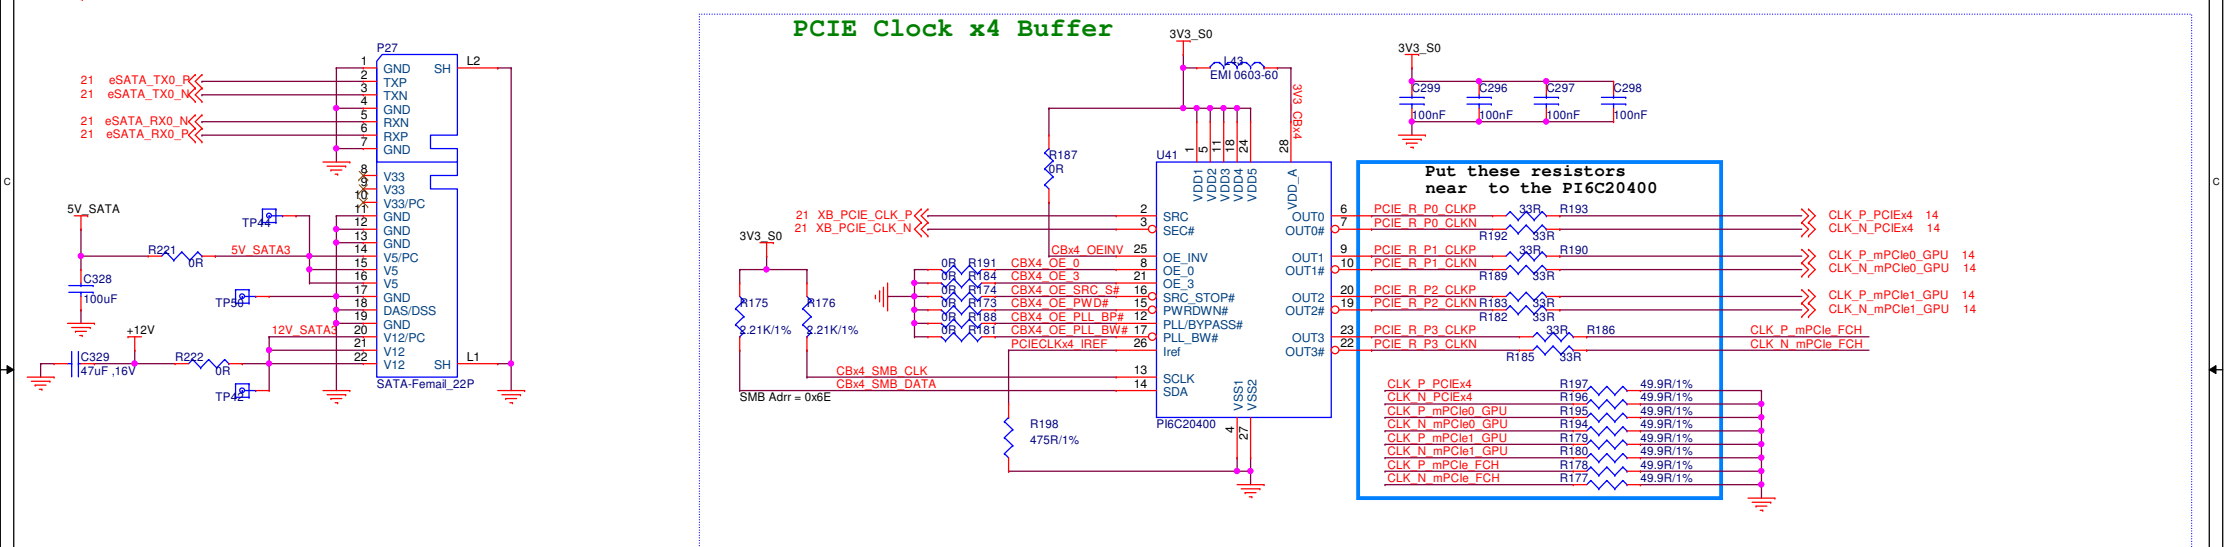 PCIE Clock x4 Buffer
C
C
P27
21 eSATA_TX0_P
21 eSATA_TX0_N
21 eSATA_RX0_N
21 eSATA_RX0_P
1 GND SH L2
2 TXP
3 TXN
4 GND
5 RXN
6 RXP
7 GND
8 V33
9 V33
10 V33/PC
11 GND
12 GND
13 GND
14 V5/PC
15 V5
16 V5
17 GND
18 DAS/DSS
19 GND
20 V12/PC
21 V12
22 V12 SH L1
SATA-Femail_22P
5V_SATA
TP44
R221 5V_SATA3
0R
C328
100uF
TP50
+12V
12V_SATA3
C329
47uF ,16V
R222
0R
TP42
3V3_S0
L43
EMI 0603-60
3V3_CBx4
R187
0R
U41
1 5 11 18 24 28
VDD1 VDD2 VDD3 VDD4 VDD5 VDD_A
21 XB_PCIE_CLK_P 2 SRC
21 XB_PCIE_CLK_N 3 SEC#
3V3_S0
CBx4_OEINV 25 OE_INV
0R R191 CBX4_OE_0 8 OE_0
0R R184 CBX4_OE_3 21 OE_3
0R R174 CBX4_OE_SRC_S# 16 SRC_STOP#
0R R173 CBX4_OE_PWD# 15 PWRDWN#
0R R188 CBX4_OE_PLL_BP# 12 PLL/BYPASS#
0R R181 CBX4_OE_PLL_BW# 17 PLL_BW#
PCIECLKx4_IREF 26 Iref
R175 R176
2.21K/1% 2.21K/1%
CBx4_SMB_CLK 13 SCLK
CBx4_SMB_DATA 14 SDA
SMB Adrr = 0x6E
VSS1 VSS2
4 27
PI6C20400
R198
475R/1%
3V3_S0
C299 C296 C297 C298
100nF 100nF 100nF 100nF
Put these resistors
near to the PI6C20400
OUT0 6 PCIE_R_P0_CLKP 33R R193 CLK_P_PCIEx4 14
OUT0# 7 PCIE_R_P0_CLKN R192 33R CLK_N_PCIEx4 14
OUT1 9 PCIE_R_P1_CLKP 33R R190 CLK_P_mPCIe0_GPU 14
OUT1# 10 PCIE_R_P1_CLKN R189 33R CLK_N_mPCIe0_GPU 14
OUT2 20 PCIE_R_P2_CLKP CLK_P_mPCIe1_GPU 14
OUT2# 19 PCIE_R_P2_CLKN R183 33R CLK_N_mPCIe1_GPU 14
R182 33R
OUT3 23 PCIE_R_P3_CLKP 33R R186 CLK_P_mPCIe_FCH
OUT3# 22 PCIE_R_P3_CLKN R185 33R CLK_N_mPCIe_FCH
CLK_P_PCIEx4 R197 49.9R/1%
CLK_N_PCIEx4 R196 49.9R/1%
CLK_P_mPCIe0_GPU R195 49.9R/1%
CLK_N_mPCIe0_GPU R194 49.9R/1%
CLK_P_mPCIe1_GPU R179 49.9R/1%
CLK_N_mPCIe1_GPU R180 49.9R/1%
CLK_P_mPCIe_FCH R178 49.9R/1%
CLK_N_mPCIe_FCH R177 49.9R/1%